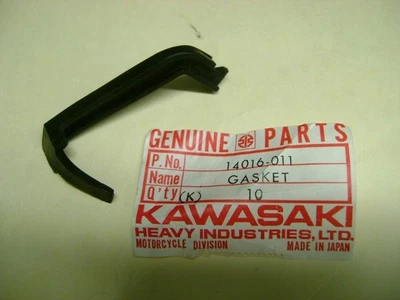 GENUINE PARTS
P. No. 14016-011
Name GASKET
Q'ty (K) 10
KAWASAKI
HEAVY INDUSTRIES, LTD.
MOTORCYCLE DIVISION MADE IN JAPAN